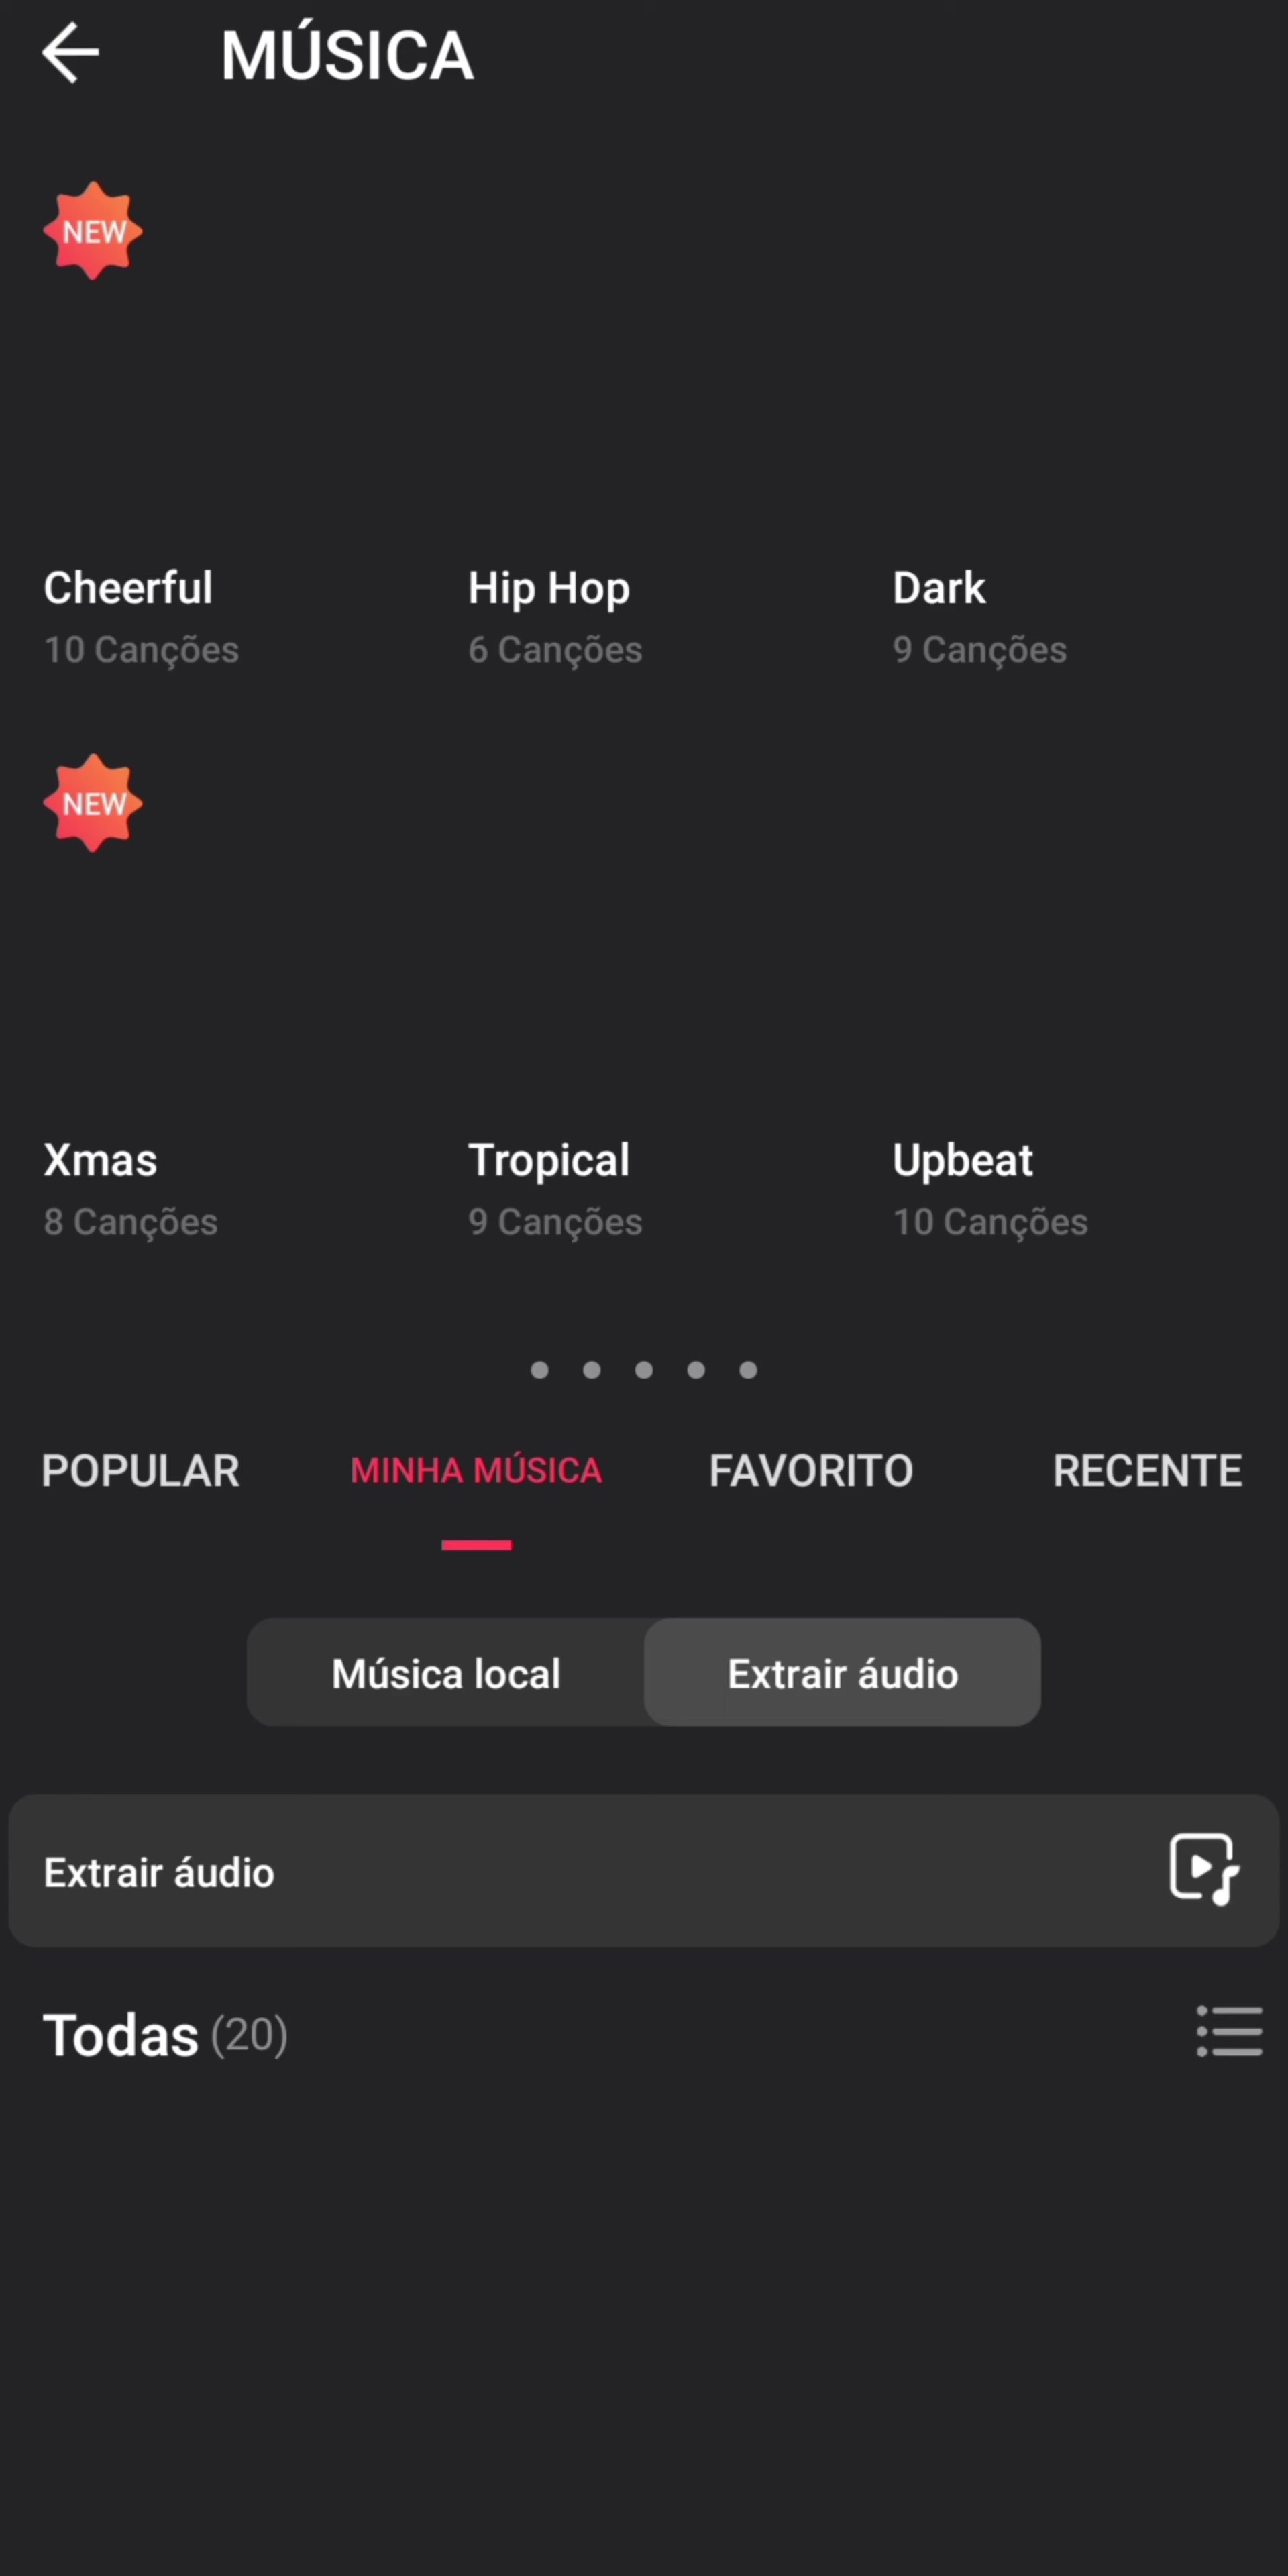 MÚSICA
NEW
Cheerful Hip Hop Dark
10 Canções 6 Canções 9 Canções
NEW
Xmas Tropical Upbeat
8 Canções 9 Canções 10 Canções
POPULAR MINHA MÚSICA FAVORITO RECENTE
Música local Extrair áudio
Extrair áudio
Todas (20)